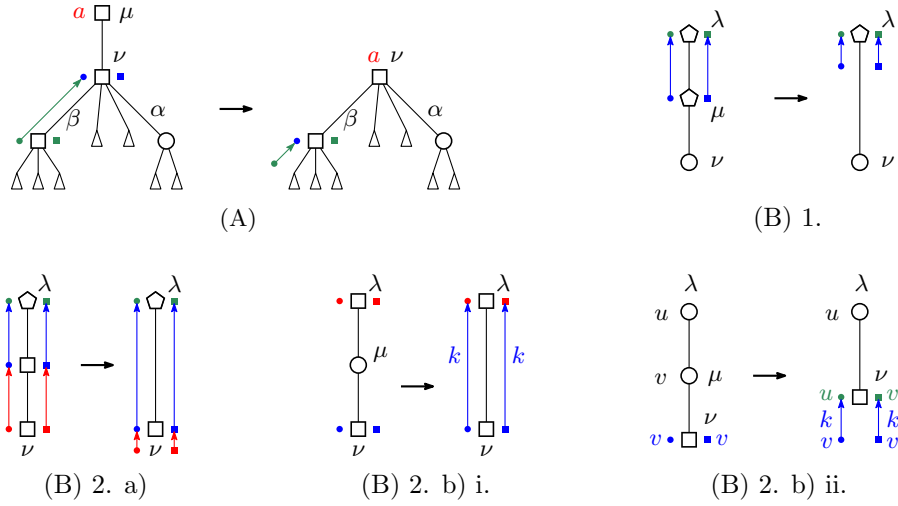 a μ
ν
β α
a ν
β α
(A)
λ
μ
ν
λ
ν
(B) 1.
λ
ν
λ
ν
(B) 2. a)
λ
μ
ν
λ
k k
ν
(B) 2. b) i.
λ
u
v μ
ν
v v
λ
u
ν
u v
k k
v v
(B) 2. b) ii.